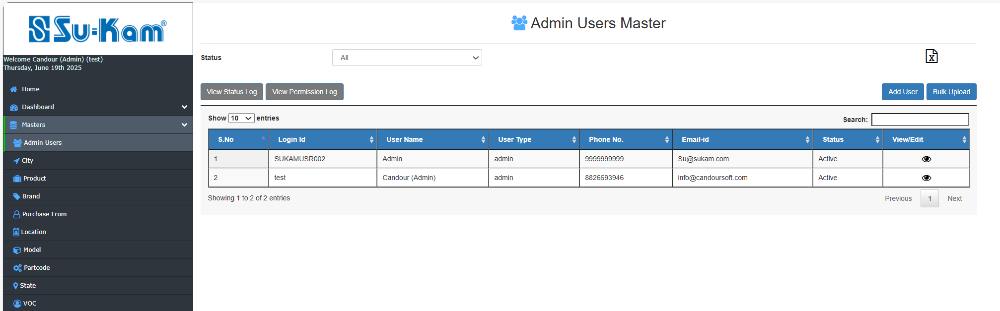 Su-Kam®
Welcome Candour (Admin) (test)
Thursday, June 19th 2025
Home
Dashboard
Masters
Admin Users
City
Product
Brand
Purchase From
Location
Model
Partcode
State
VOC
Admin Users Master
Status All
View Status Log View Permission Log Add User Bulk Upload
Show 10 entries Search:
S.No Login Id User Name User Type Phone No. Email-id Status View/Edit
1 SUKAMUSR002 Admin admin 9999999999 Su@sukam.com Active
2 test Candour (Admin) admin 8826693946 info@candoursoft.com Active
Showing 1 to 2 of 2 entries Previous 1 Next